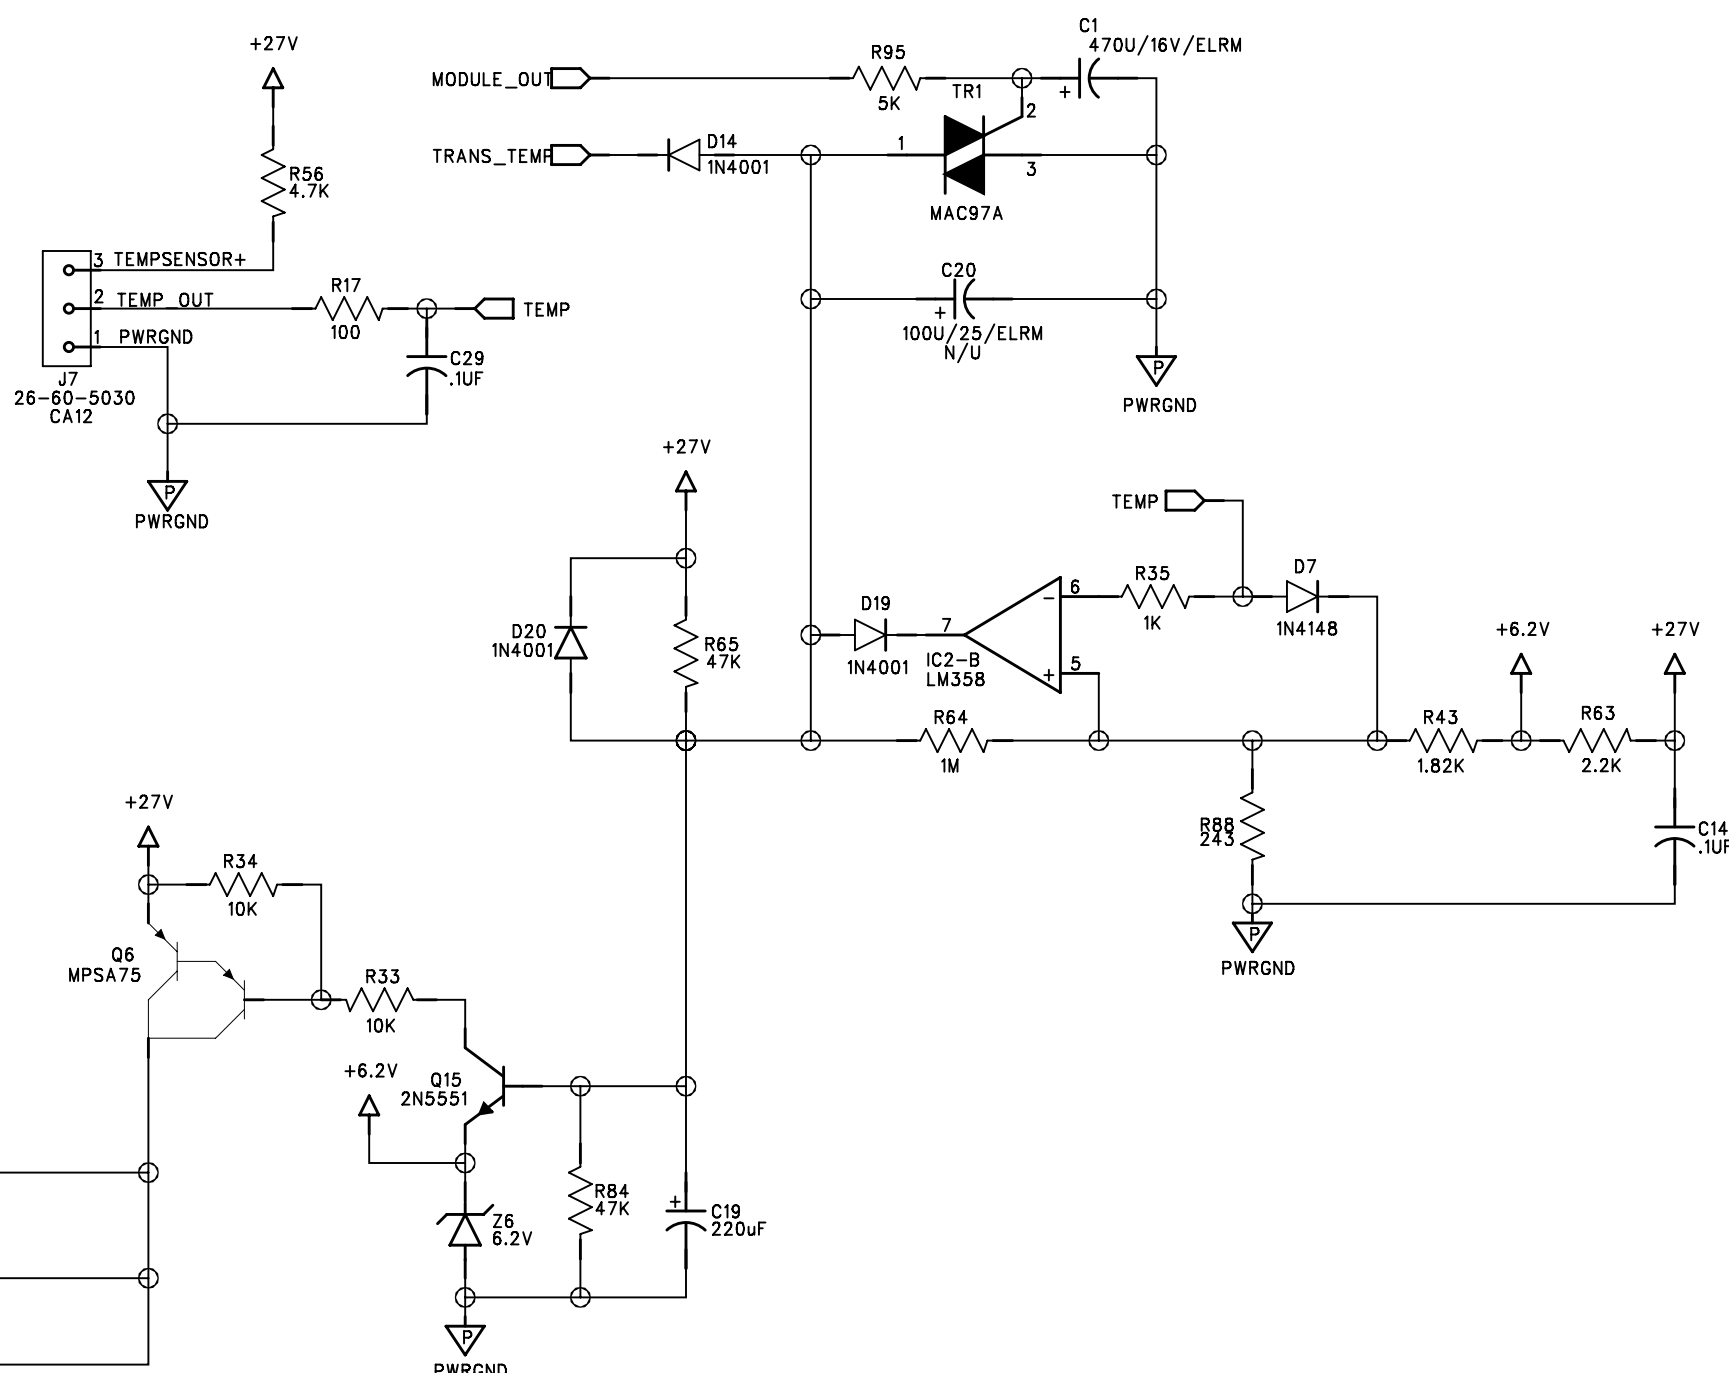 +27V
R56
4.7K
3 TEMPSENSOR+
2 TEMP_OUT
1 PWRGND
J7
26-60-5030
CA12
R17
100
TEMP
C29
.1UF
P
PWRGND
MODULE_OUT
R95
5K
TR1
C1
470U/16V/ELRM
2
TRANS_TEMP
D14
1N4001
1
3
MAC97A
C20
+
+
100U/25/ELRM
N/U
P
PWRGND
+27V
D20
1N4001
R65
47K
TEMP
D19
1N4001
7
IC2-B
LM358
6
-
5
+
R35
1K
D7
1N4148
+6.2V
+27V
R64
1M
R43
1.82K
R63
2.2K
R88
243
C14
.1UF
P
PWRGND
+27V
R34
10K
Q6
MPSA75
R33
10K
+6.2V
Q15
2N5551
Z6
6.2V
R84
47K
+
C19
220uF
P
PWRGND